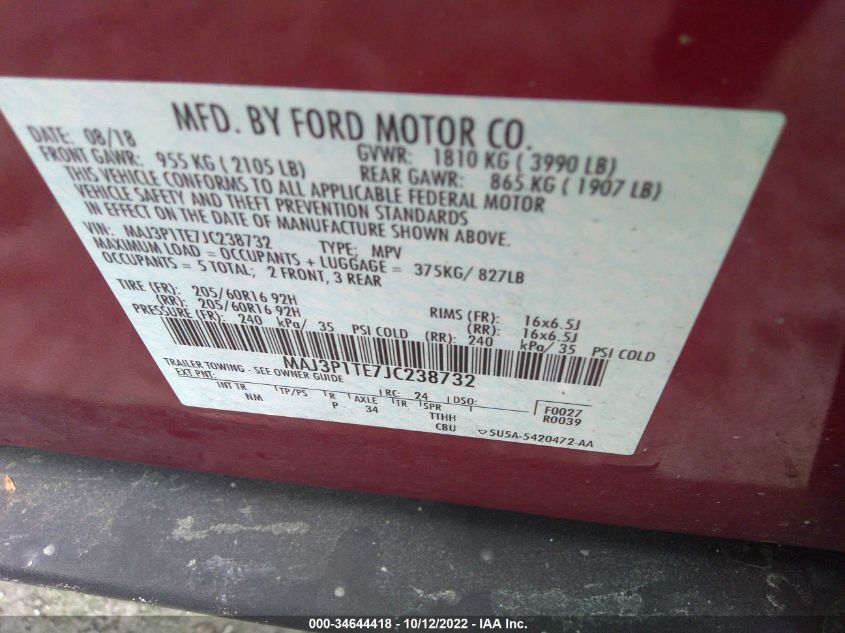 MFD. BY FORD MOTOR CO.
DATE: 08/18 GVWR: 1810 KG ( 3990 LB)
FRONT GAWR: 955 KG ( 2105 LB) REAR GAWR: 865 KG ( 1907 LB)
THIS VEHICLE CONFORMS TO ALL APPLICABLE FEDERAL MOTOR
VEHICLE SAFETY AND THEFT PREVENTION STANDARDS
IN EFFECT ON THE DATE OF MANUFACTURE SHOWN ABOVE.
VIN: MAJ3P1TE7JC238732 TYPE: MPV
MAXIMUM LOAD = OCCUPANTS + LUGGAGE = 375KG/ 827LB
OCCUPANTS = 5 TOTAL; 2 FRONT, 3 REAR
TIRE (FR): 205/60R16 92H RIMS (FR): 16x6.5J
(RR): 205/60R16 92H (RR): 16x6.5J
PRESSURE (FR): 240 kPa/ 35 PSI COLD (RR): 240 kPa/35 PSI COLD
MAJ3P1TE7JC238732
TRAILER TOWING - SEE OWNER GUIDE
EXT PNT: RC: 24 DSO:
INT TR TP/PS R AXLE TR SPR F0027
NM P 34 TTHH R0039
CBU 5U5A-5420472-AA
000-34644418 - 10/12/2022 - IAA Inc.